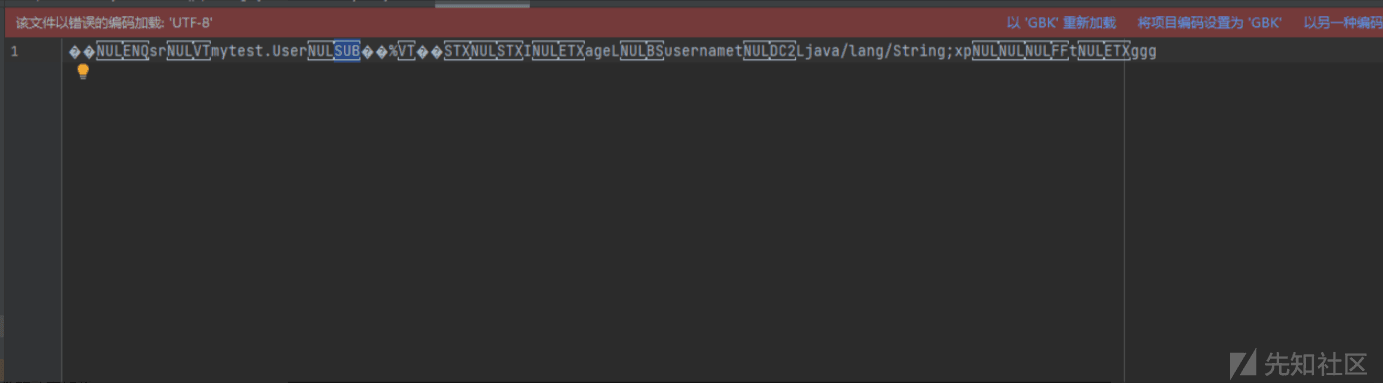 该文件以错误的编码加载: 'UTF-8' 以 'GBK' 重新加载 将项目编码设置为 'GBK' 以另一种编码
1 ��NULENQsrNULVTmytest.UserNULSUB��%VT��STXNULSTXINULETXageLNULBSusernametNULDC2Ljava/lang/String;xpNULNULNULFFtNULETXggg
先知社区